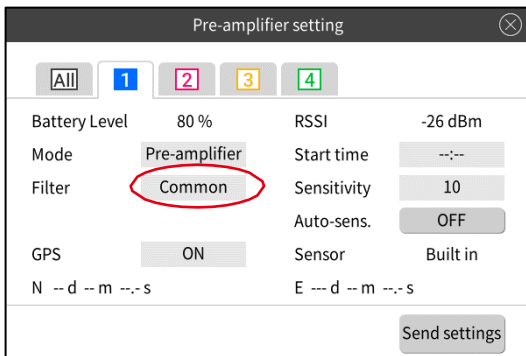 Pre-amplifier setting
All 1 2 3 4
Battery Level 80 % RSSI -26 dBm
Mode Pre-amplifier Start time --:--
Filter Common Sensitivity 10
Auto-sens. OFF
GPS ON Sensor Built in
N -- d -- m --.- s E --- d -- m --.- s
Send settings